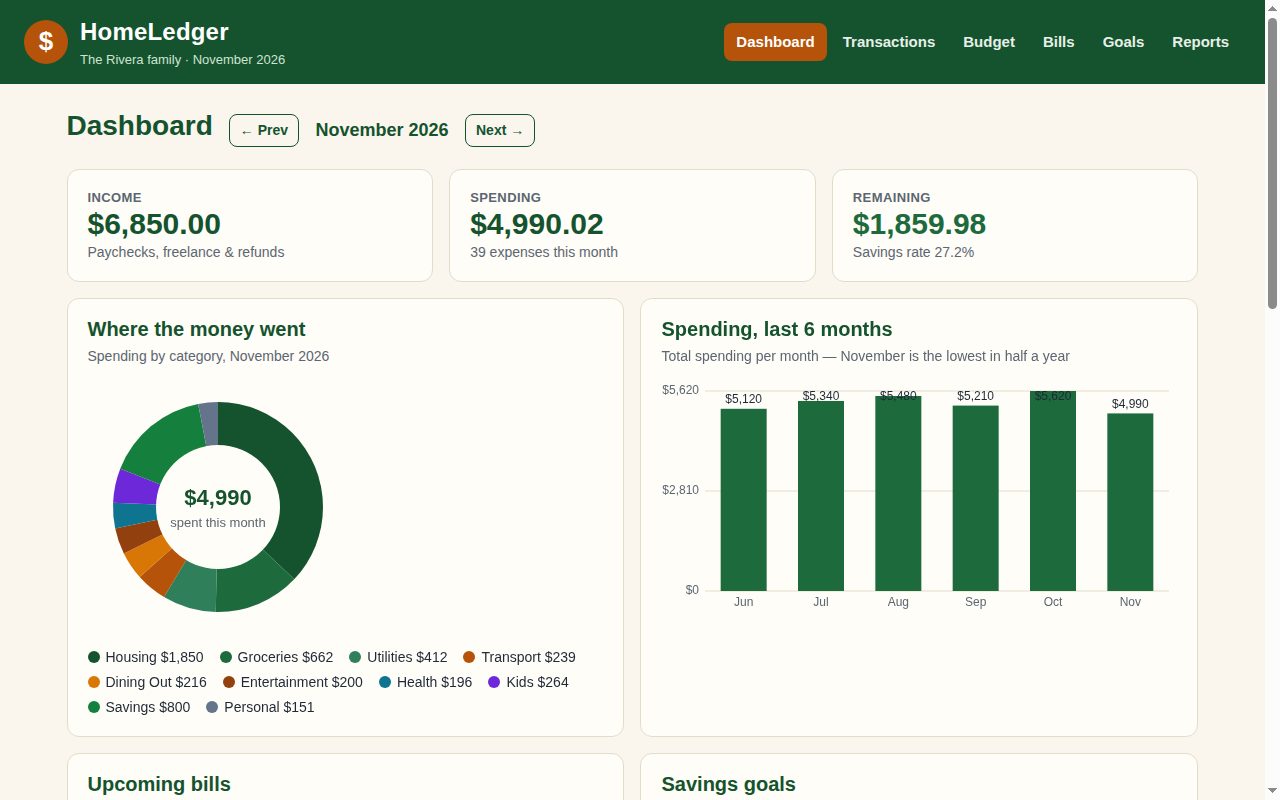 $
HomeLedger
The Rivera family · November 2026
Dashboard
Transactions
Budget
Bills
Goals
Reports
Dashboard
← Prev
November 2026
Next →
INCOME
$6,850.00
Paychecks, freelance & refunds
SPENDING
$4,990.02
39 expenses this month
REMAINING
$1,859.98
Savings rate 27.2%
Where the money went
Spending by category, November 2026
$4,990
spent this month
Housing $1,850
Groceries $662
Utilities $412
Transport $239
Dining Out $216
Entertainment $200
Health $196
Kids $264
Savings $800
Personal $151
Spending, last 6 months
Total spending per month — November is the lowest in half a year
$5,620
$2,810
$0
$5,120
$5,340
$5,480
$5,210
$5,620
$4,990
Jun
Jul
Aug
Sep
Oct
Nov
Upcoming bills
Savings goals